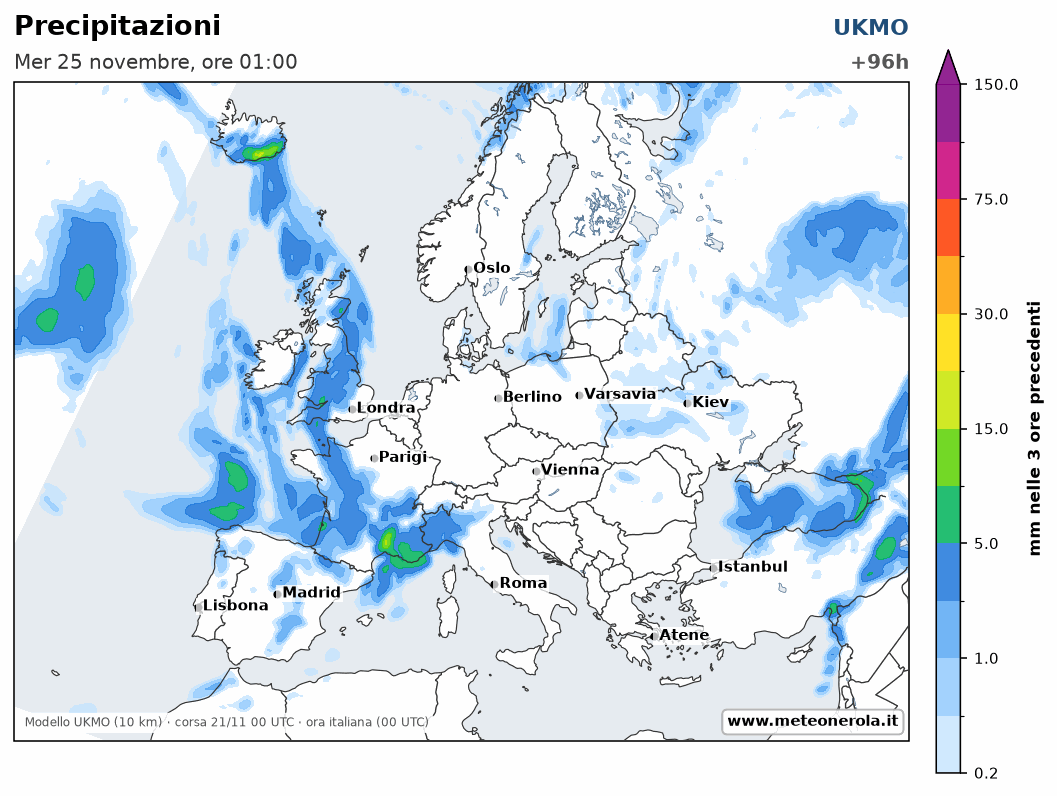 Precipitazioni
UKMO
Mer 25 novembre, ore 01:00
+96h
150.0
75.0
30.0
15.0
5.0
1.0
0.2
mm nelle 3 ore precedenti
Oslo
Berlino
Varsavia
Kiev
Londra
Parigi
Vienna
Istanbul
Roma
Madrid
Lisbona
Atene
Modello UKMO (10 km) · corsa 21/11 00 UTC · ora italiana (00 UTC)
www.meteonerola.it